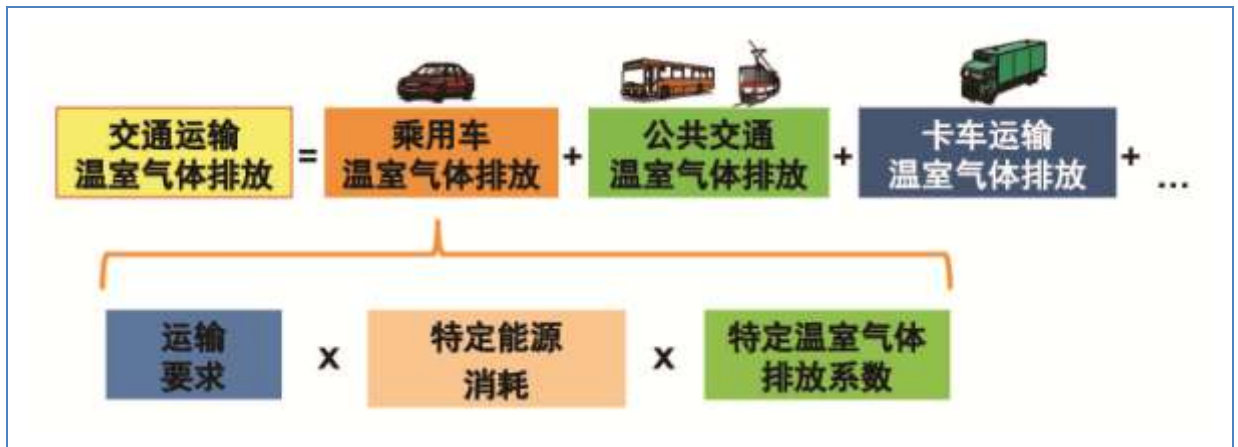 交通运输
温室气体排放
=
乘用车
温室气体排放
+
公共交通
温室气体排放
+
卡车运输
温室气体排放
+
...
运输
要求
x
特定能源
消耗
x
特定温室气体
排放系数